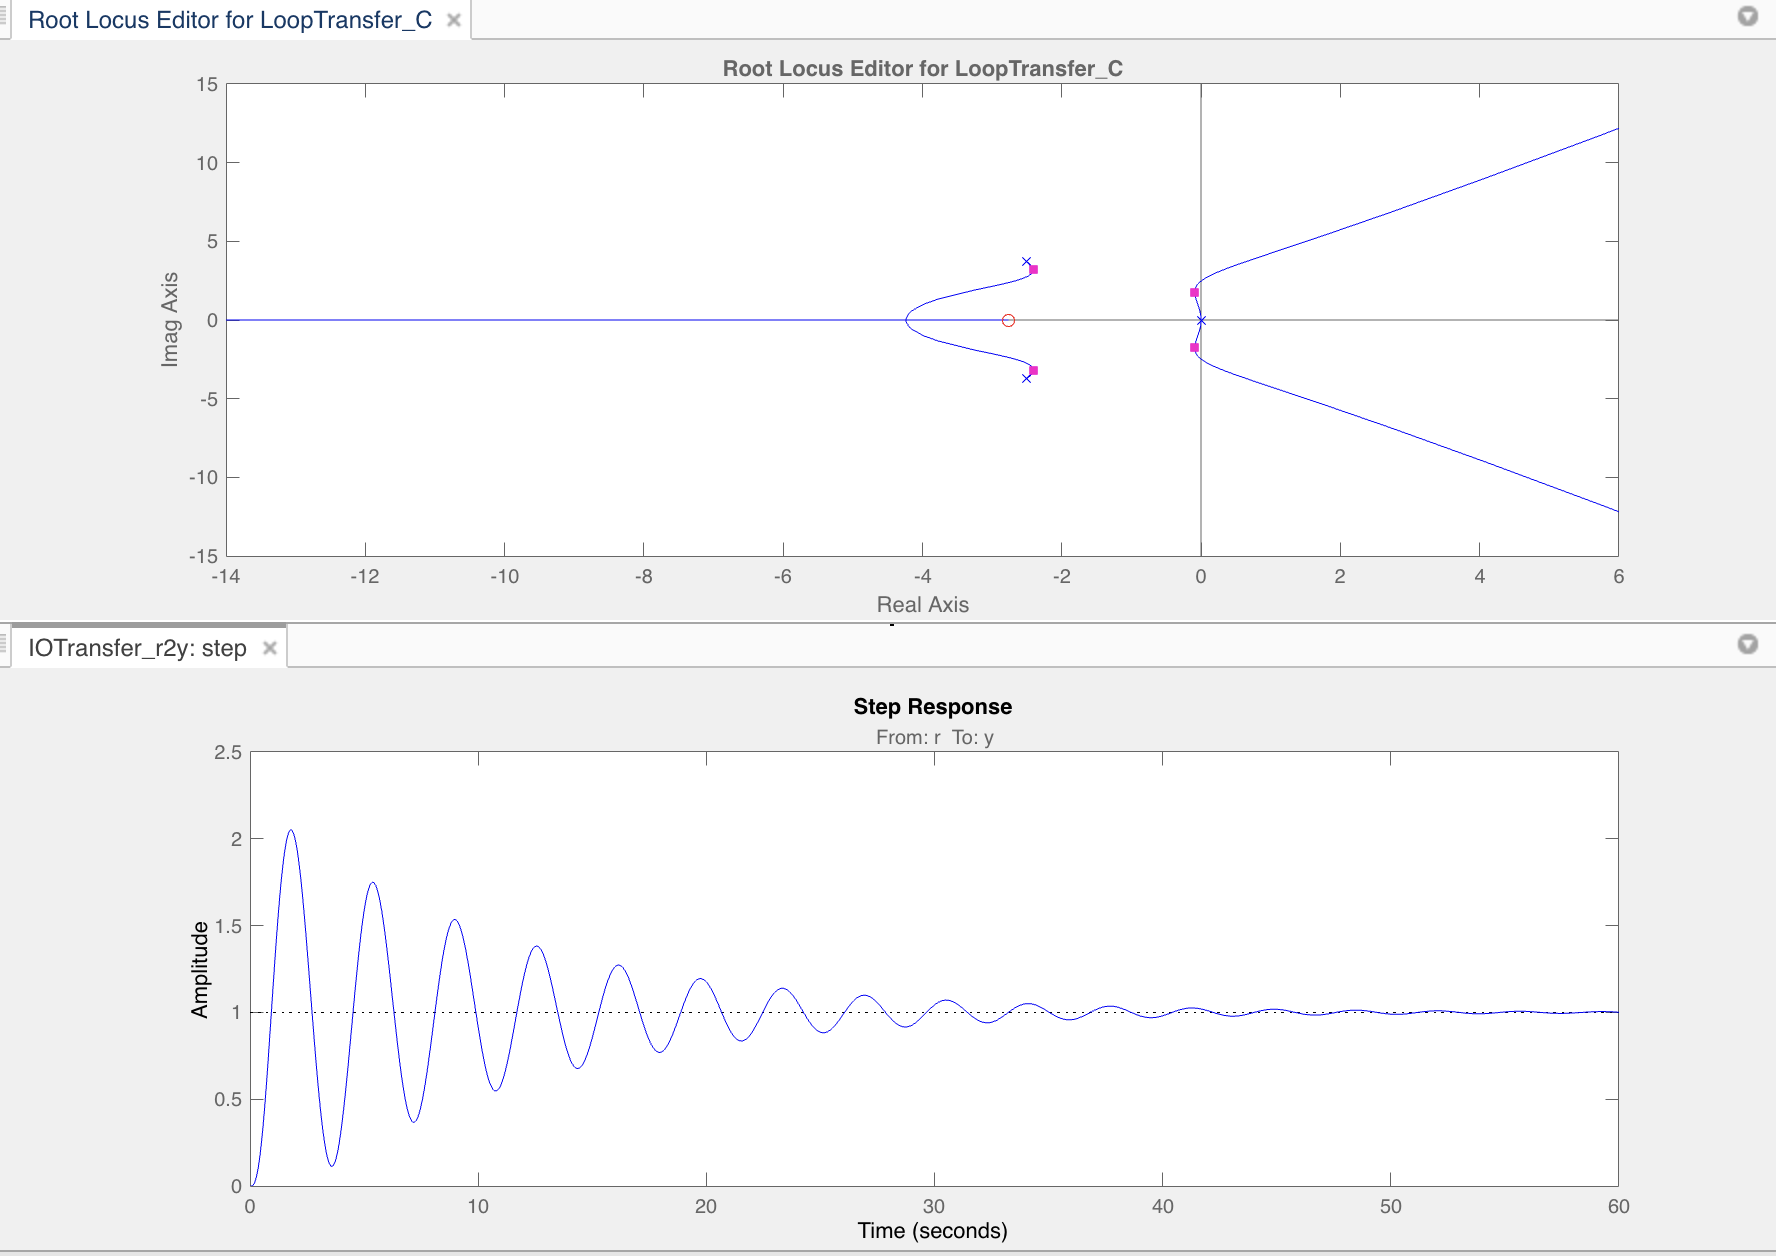 Root Locus Editor for LoopTransfer_C
Root Locus Editor for LoopTransfer_C
15
10
5
0
-5
-10
-15
Imag Axis
-14 -12 -10 -8 -6 -4 -2 0 2 4 6
Real Axis
IOTransfer_r2y: step
Step Response
From: r To: y
2.5
2
1.5
1
0.5
0
Amplitude
0 10 20 30 40 50 60
Time (seconds)